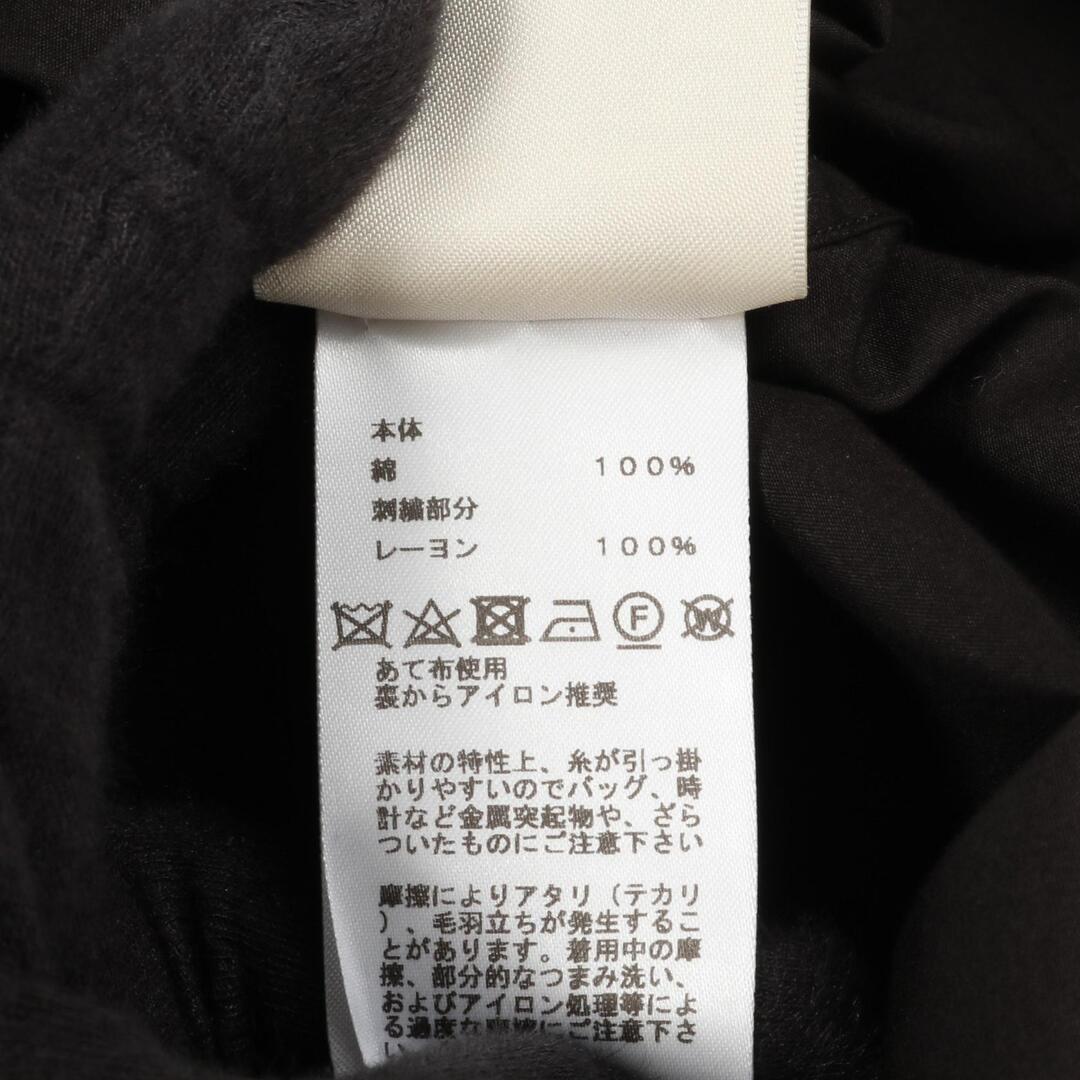 本体
綿 100%
刺繍部分
レーヨン 100%
F W
あて布使用
裏からアイロン推奨
素材の特性上、糸が引っ掛
かりやすいのでバッグ、時
計など金属突起物や、ざら
ついたものにご注意下さい
摩擦によりアタリ（テカリ
）、毛羽立ちが発生するこ
とがあります。着用中の摩
擦、部分的なつまみ洗い、
およびアイロン処理等によ
る過度な摩擦にご注意下さ
い